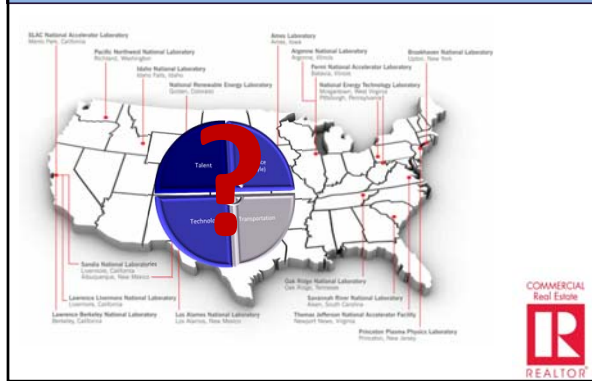 SLAC National Accelerator Laboratory
Menlo Park, California
Pacific Northwest National Laboratory
Richland, Washington
Idaho National Laboratory
Idaho Falls, Idaho
National Renewable Energy Laboratory
Golden, Colorado
Ames Laboratory
Ames, Iowa
Argonne National Laboratory
Argonne, Illinois
Fermi National Accelerator Laboratory
Batavia, Illinois
Brookhaven National Laboratory
Upton, New York
National Energy Technology Laboratory
Morgantown, West Virginia
Pittsburgh, Pennsylvania
Talent
?
Transportation
Sandia National Laboratories
Livermore, California
Albuquerque, New Mexico
Lawrence Livermore National Laboratory
Livermore, California
Lawrence Berkeley National Laboratory
Berkeley, California
Los Alamos National Laboratory
Los Alamos, New Mexico
Oak Ridge National Laboratory
Oak Ridge, Tennessee
Savannah River National Laboratory
Aiken, South Carolina
Thomas Jefferson National Accelerator Facility
Newport News, Virginia
Princeton Plasma Physics Laboratory
Princeton, New Jersey
COMMERCIAL
Real Estate
R
REALTOR®